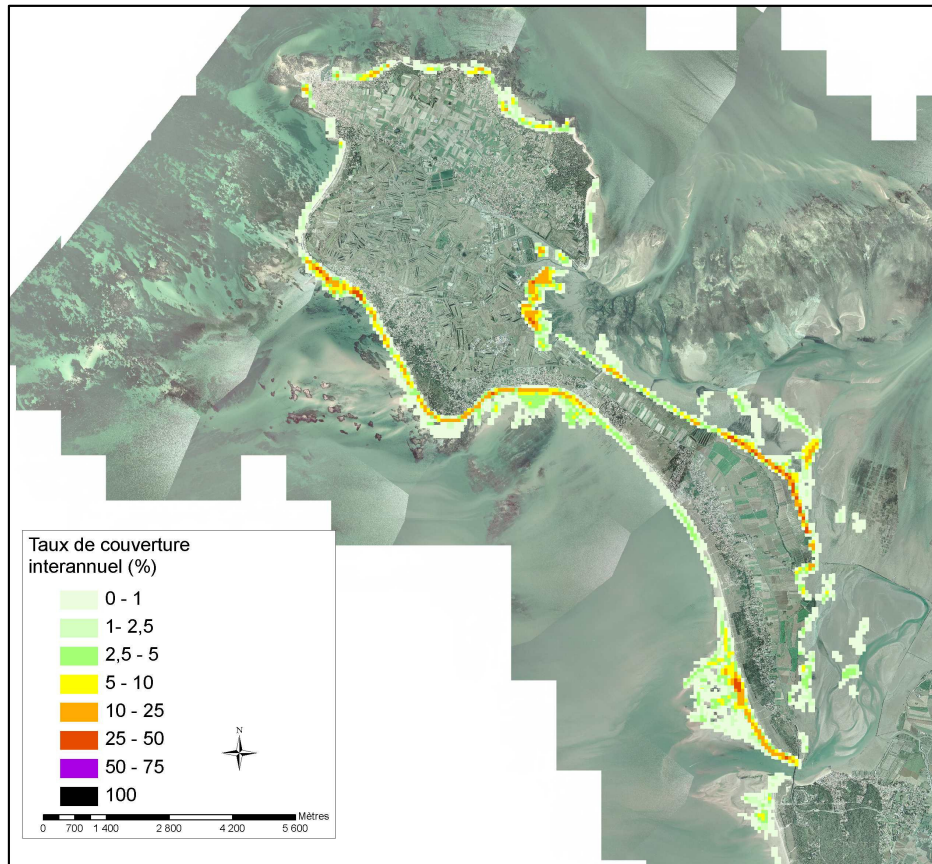 Taux de couverture
interannuel (%)
0 - 1
1- 2,5
2,5 - 5
5 - 10
10 - 25
25 - 50
50 - 75
100
N
Mètres
0 700 1 400 2 800 4 200 5 600